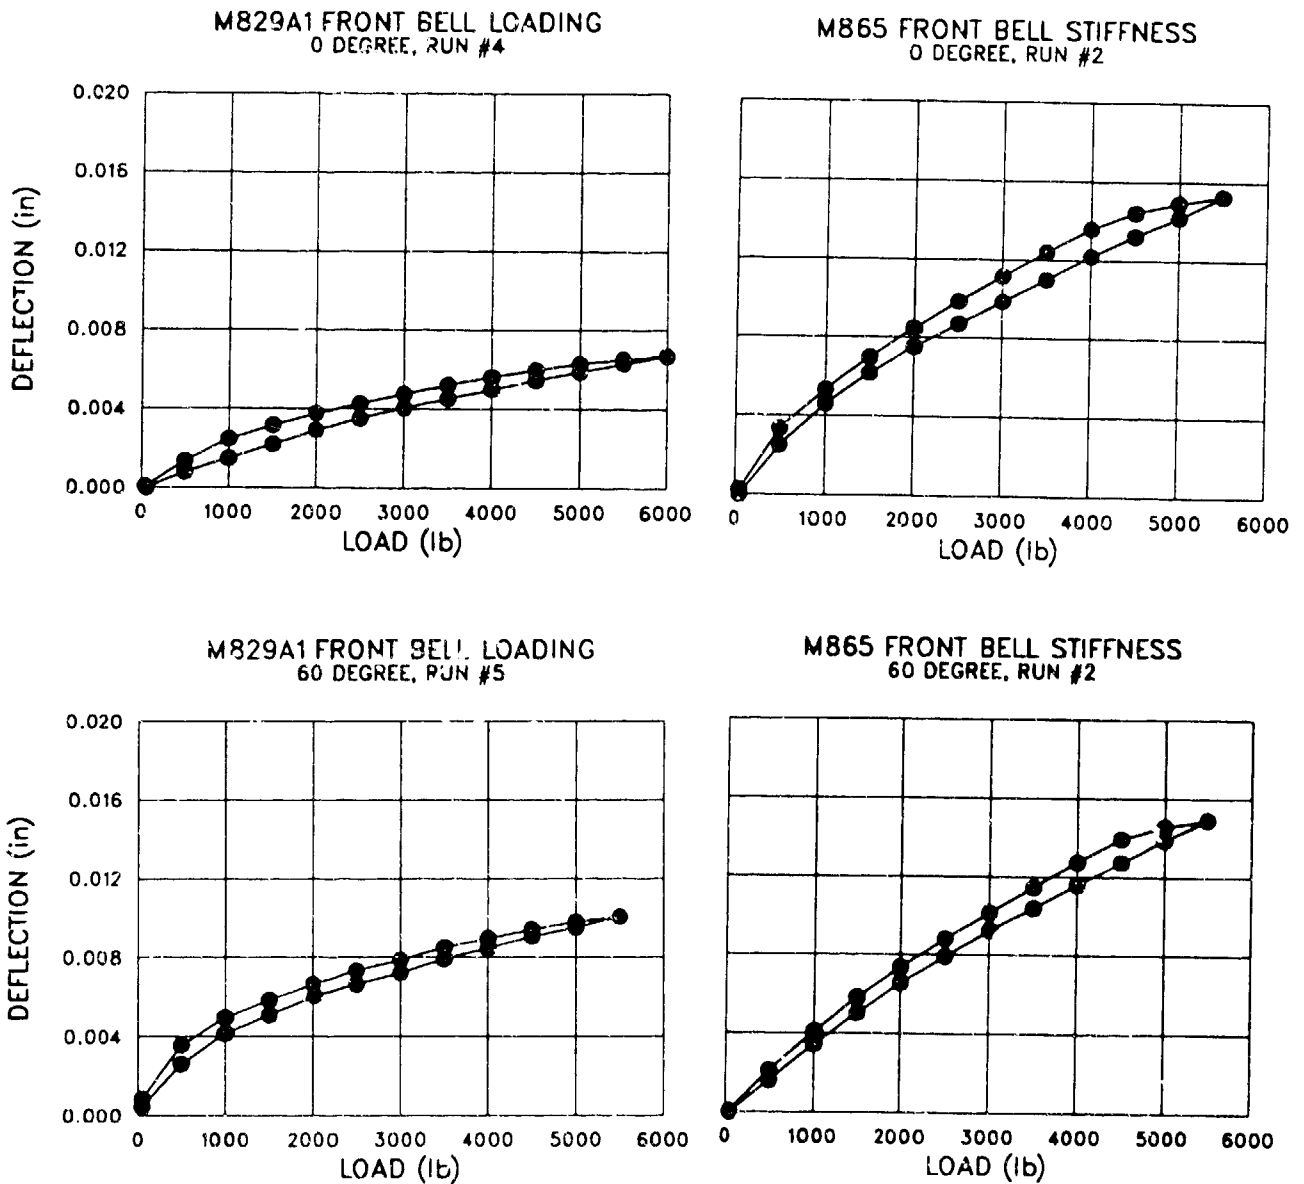 M829A1 FRONT BELL LOADING
0 DEGREE, RUN #4
0.020
0.016
0.012
0.008
0.004
0.000
DEFLECTION (in)
0 1000 2000 3000 4000 5000 6000
LOAD (lb)
M865 FRONT BELL STIFFNESS
0 DEGREE, RUN #2
0 1000 2000 3000 4000 5000 6000
LOAD (lb)
M829A1 FRONT BELL LOADING
60 DEGREE, RUN #5
0.020
0.016
0.012
0.008
0.004
0.000
DEFLECTION (in)
0 1000 2000 3000 4000 5000 6000
LOAD (lb)
M865 FRONT BELL STIFFNESS
60 DEGREE, RUN #2
0 1000 2000 3000 4000 5000 6000
LOAD (lb)